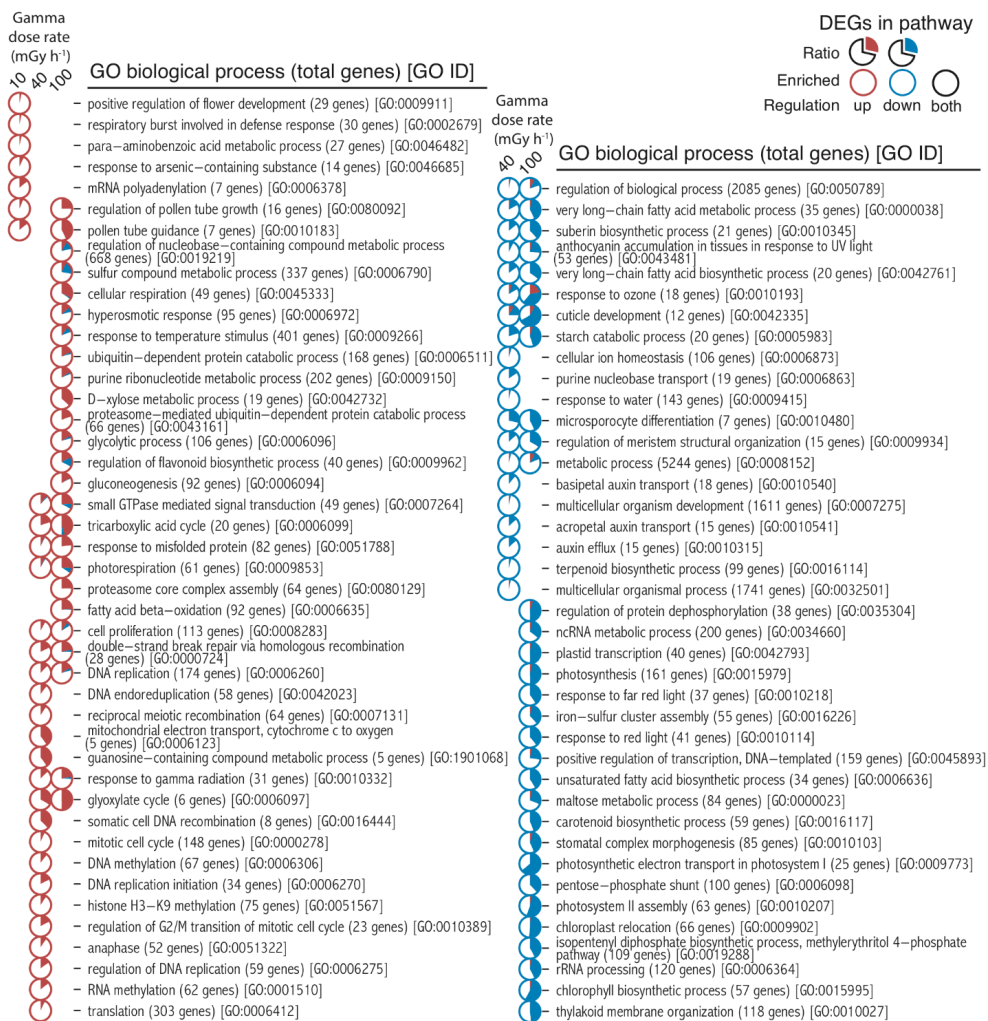 Gamma
dose rate
(mGy h⁻¹)
10 40 100
GO biological process (total genes) [GO ID]
positive regulation of flower development (29 genes) [GO:0009911]
respiratory burst involved in defense response (30 genes) [GO:0002679]
para−aminobenzoic acid metabolic process (27 genes) [GO:0046482]
response to arsenic−containing substance (14 genes) [GO:0046685]
mRNA polyadenylation (7 genes) [GO:0006378]
regulation of pollen tube growth (16 genes) [GO:0080092]
pollen tube guidance (7 genes) [GO:0010183]
regulation of nucleobase−containing compound metabolic process
(668 genes) [GO:0019219]
sulfur compound metabolic process (337 genes) [GO:0006790]
cellular respiration (49 genes) [GO:0045333]
hyperosmotic response (95 genes) [GO:0006972]
response to temperature stimulus (401 genes) [GO:0009266]
ubiquitin−dependent protein catabolic process (168 genes) [GO:0006511]
purine ribonucleotide metabolic process (202 genes) [GO:0009150]
D−xylose metabolic process (19 genes) [GO:0042732]
proteasome−mediated ubiquitin−dependent protein catabolic process
(66 genes) [GO:0043161]
glycolytic process (106 genes) [GO:0006096]
regulation of flavonoid biosynthetic process (40 genes) [GO:0009962]
gluconeogenesis (92 genes) [GO:0006094]
small GTPase mediated signal transduction (49 genes) [GO:0007264]
tricarboxylic acid cycle (20 genes) [GO:0006099]
response to misfolded protein (82 genes) [GO:0051788]
photorespiration (61 genes) [GO:0009853]
proteasome core complex assembly (64 genes) [GO:0080129]
fatty acid beta−oxidation (92 genes) [GO:0006635]
cell proliferation (113 genes) [GO:0008283]
double−strand break repair via homologous recombination
(28 genes) [GO:0000724]
DNA replication (174 genes) [GO:0006260]
DNA endoreduplication (58 genes) [GO:0042023]
reciprocal meiotic recombination (64 genes) [GO:0007131]
mitochondrial electron transport, cytochrome c to oxygen
(5 genes) [GO:0006123]
guanosine−containing compound metabolic process (5 genes) [GO:1901068]
response to gamma radiation (31 genes) [GO:0010332]
glyoxylate cycle (6 genes) [GO:0006097]
somatic cell DNA recombination (8 genes) [GO:0016444]
mitotic cell cycle (148 genes) [GO:0000278]
DNA methylation (67 genes) [GO:0006306]
DNA replication initiation (34 genes) [GO:0006270]
histone H3−K9 methylation (75 genes) [GO:0051567]
regulation of G2/M transition of mitotic cell cycle (23 genes) [GO:0010389]
anaphase (52 genes) [GO:0051322]
regulation of DNA replication (59 genes) [GO:0006275]
RNA methylation (62 genes) [GO:0001510]
translation (303 genes) [GO:0006412]
DEGs in pathway
Ratio
Enriched
Regulation up down both
Gamma
dose rate
(mGy h⁻¹)
40 100
GO biological process (total genes) [GO ID]
regulation of biological process (2085 genes) [GO:0050789]
very long−chain fatty acid metabolic process (35 genes) [GO:0000038]
suberin biosynthetic process (21 genes) [GO:0010345]
anthocyanin accumulation in tissues in response to UV light
(53 genes) [GO:0043481]
very long−chain fatty acid biosynthetic process (20 genes) [GO:0042761]
response to ozone (18 genes) [GO:0010193]
cuticle development (12 genes) [GO:0042335]
starch catabolic process (20 genes) [GO:0005983]
cellular ion homeostasis (106 genes) [GO:0006873]
purine nucleobase transport (19 genes) [GO:0006863]
response to water (143 genes) [GO:0009415]
microsporocyte differentiation (7 genes) [GO:0010480]
regulation of meristem structural organization (15 genes) [GO:0009934]
metabolic process (5244 genes) [GO:0008152]
basipetal auxin transport (18 genes) [GO:0010540]
multicellular organism development (1611 genes) [GO:0007275]
acropetal auxin transport (15 genes) [GO:0010541]
auxin efflux (15 genes) [GO:0010315]
terpenoid biosynthetic process (99 genes) [GO:0016114]
multicellular organismal process (1741 genes) [GO:0032501]
regulation of protein dephosphorylation (38 genes) [GO:0035304]
ncRNA metabolic process (200 genes) [GO:0034660]
plastid transcription (40 genes) [GO:0042793]
photosynthesis (161 genes) [GO:0015979]
response to far red light (37 genes) [GO:0010218]
iron−sulfur cluster assembly (55 genes) [GO:0016226]
response to red light (41 genes) [GO:0010114]
positive regulation of transcription, DNA−templated (159 genes) [GO:0045893]
unsaturated fatty acid biosynthetic process (34 genes) [GO:0006636]
maltose metabolic process (84 genes) [GO:0000023]
carotenoid biosynthetic process (59 genes) [GO:0016117]
stomatal complex morphogenesis (85 genes) [GO:0010103]
photosynthetic electron transport in photosystem I (25 genes) [GO:0009773]
pentose−phosphate shunt (100 genes) [GO:0006098]
photosystem II assembly (63 genes) [GO:0010207]
chloroplast relocation (66 genes) [GO:0009902]
isopentenyl diphosphate biosynthetic process, methylerythritol 4−phosphate
pathway (109 genes) [GO:0019288]
rRNA processing (120 genes) [GO:0006364]
chlorophyll biosynthetic process (57 genes) [GO:0015995]
thylakoid membrane organization (118 genes) [GO:0010027]